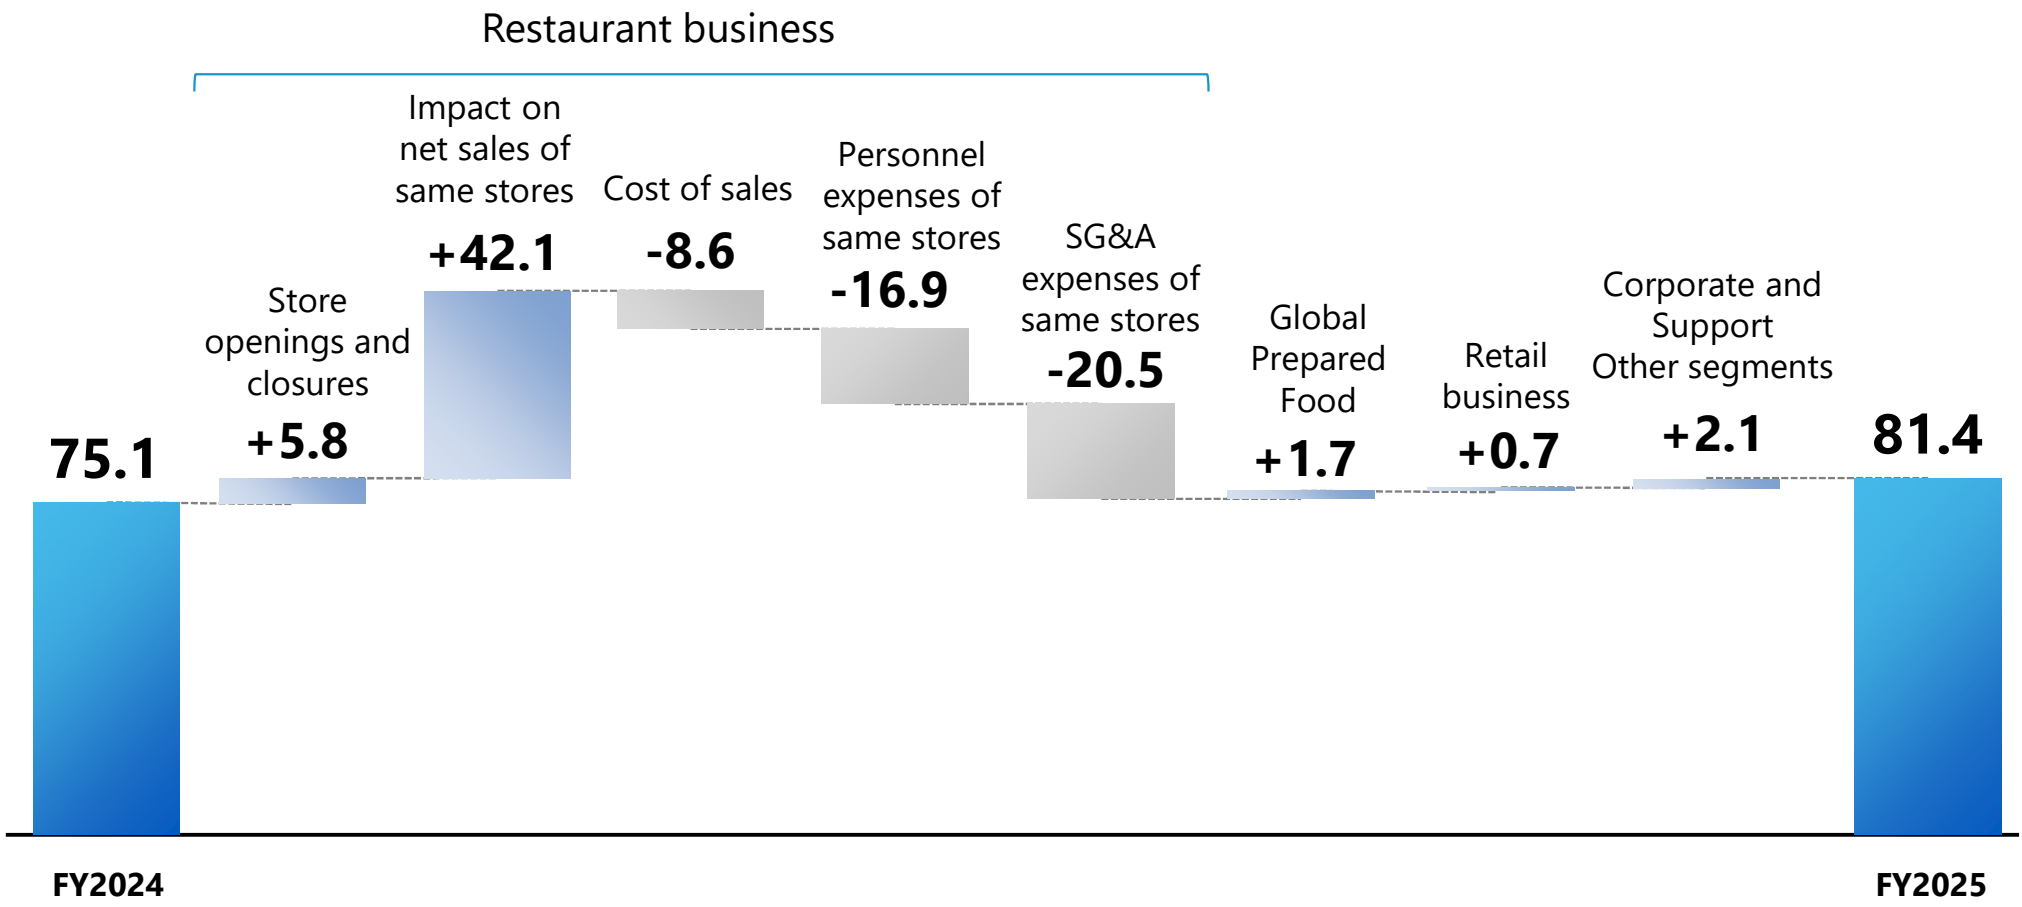 Restaurant business
75.1
Store
openings and
closures
+5.8
Impact on
net sales of
same stores
+42.1
Cost of sales
-8.6
Personnel
expenses of
same stores
-16.9
SG&A
expenses of
same stores
-20.5
Global
Prepared
Food
+1.7
Retail
business
+0.7
Corporate and
Support
Other segments
+2.1
81.4
FY2024
FY2025